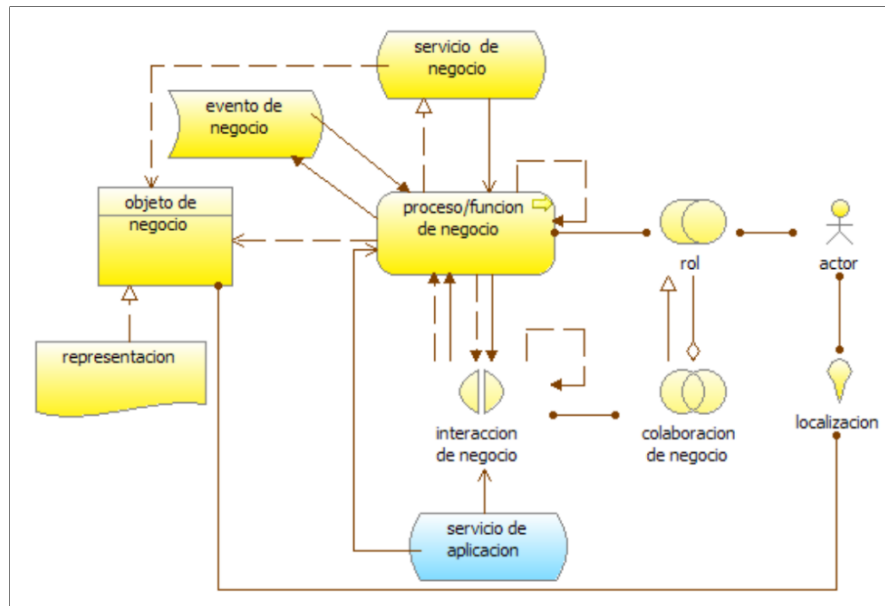 servicio de
negocio
evento de
negocio
objeto de
negocio
proceso/funcion
de negocio
rol
actor
representacion
interaccion
de negocio
colaboracion
de negocio
localizacion
servicio de
aplicacion